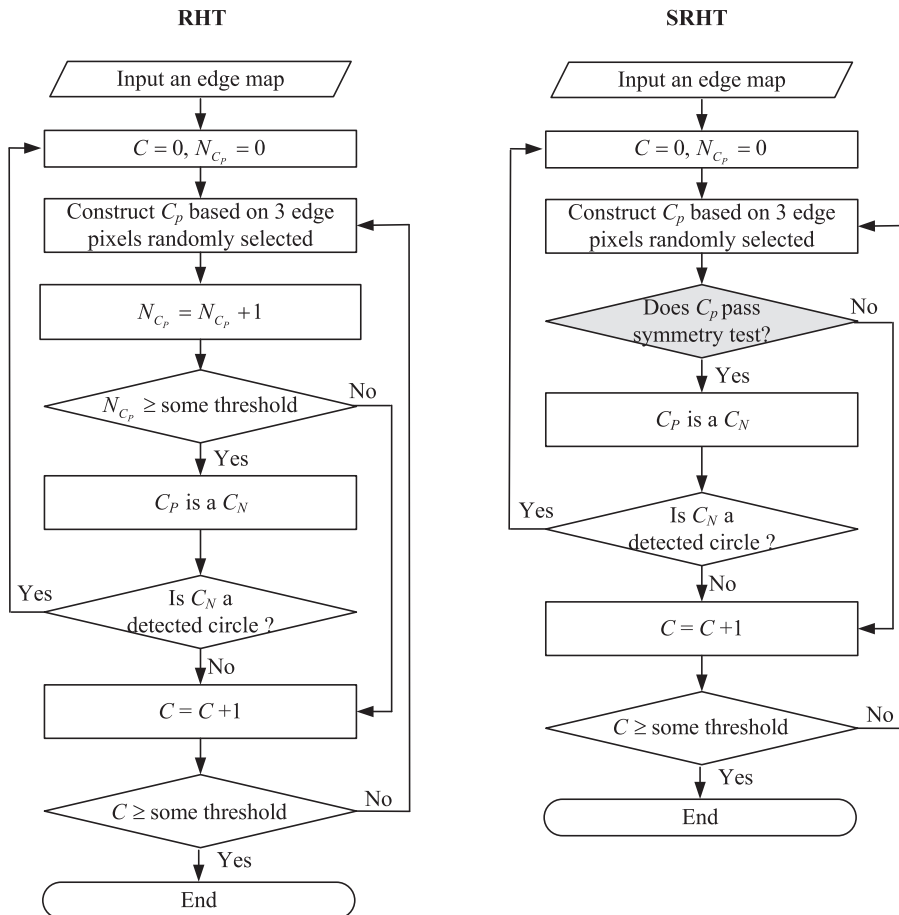 RHT
Input an edge map
C = 0, N_{C_P} = 0
Construct C_p based on 3 edge
pixels randomly selected
N_{C_P} = N_{C_P} +1
N_{C_P} ≥ some threshold
No
Yes
C_P is a C_N
Is C_N a
detected circle ?
Yes
No
C = C +1
C ≥ some threshold
No
Yes
End
SRHT
Input an edge map
C = 0, N_{C_P} = 0
Construct C_p based on 3 edge
pixels randomly selected
Does C_p pass
symmetry test?
No
Yes
C_P is a C_N
Is C_N a
detected circle ?
Yes
No
C = C +1
C ≥ some threshold
No
Yes
End